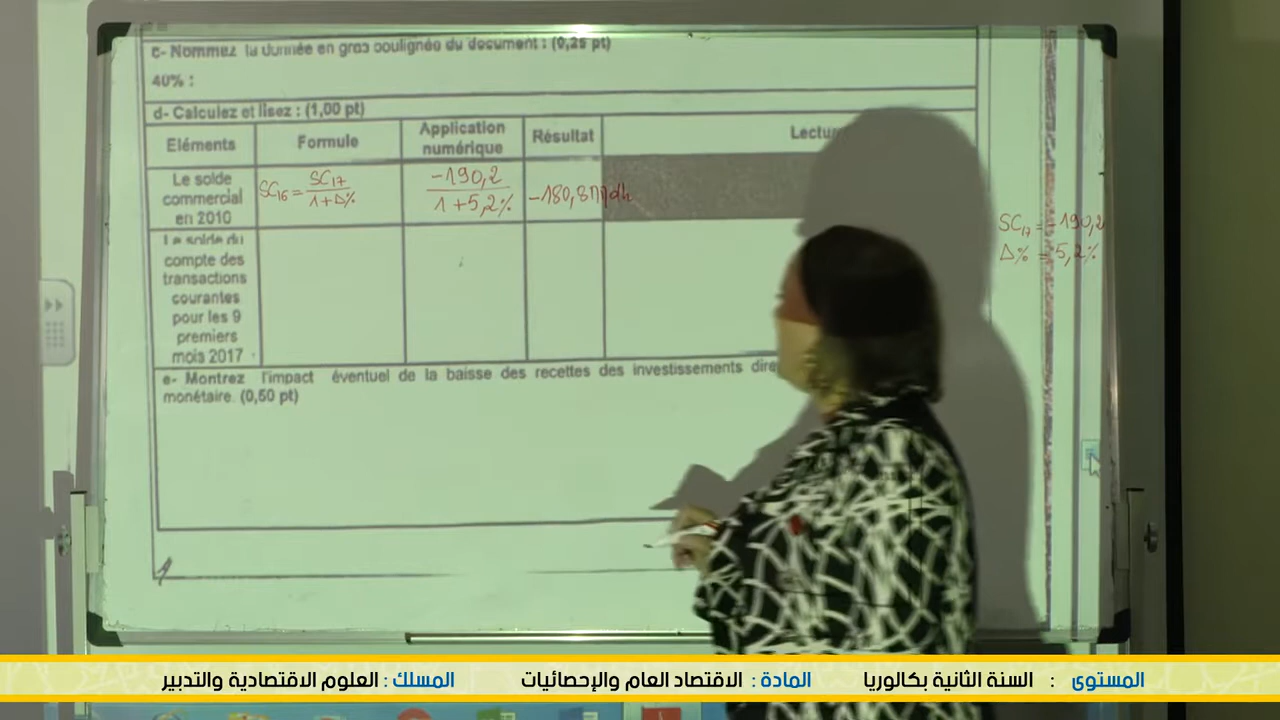 c- Nommez la donnée en gras soulignée du document : (0,25 pt)
40% :
d- Calculez et lisez : (1,00 pt)
Eléments
Formule
Application
numérique
Résultat
Le solde
commercial
en 2016
SC16 = SC17 / 1+Δ%
-190,2 / 1+5,2%
-180,8
SC17 = -190,2
Δ% = 5,2%
Le solde du
compte des
transactions
courantes
pour les 9
premiers
mois 2017
e- Montrez l'impact éventuel de la baisse des recettes des investissements
monétaire. (0,50 pt)
المستوى : السنة الثانية بكالوريا
المادة : الاقتصاد العام والإحصائيات
المسلك : العلوم الاقتصادية والتدبير